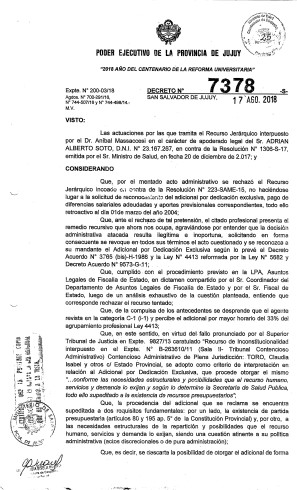 PODER EJECUTIVO DE LA PROVINCIA DE JUJUY
"2018 AÑO DEL CENTENARIO DE LA REFORMA UNIVERSITARIA"
Expte. Nº 200-03/18
Agdos. Nº 700-291/18,
Nº 744-507/18 y Nº 744-499/14.-
M.V.
DECRETO Nº 7378 -S-
SAN SALVADOR DE JUJUY, 17 AGO. 2018
VISTO:
Las actuaciones por las que tramita el Recurso Jerárquico interpuesto
por el Dr. Aníbal Massaccesi en el carácter de apoderado legal del Sr. ADRIAN
ALBERTO SOTO, D.N.I. Nº 23.167.287, en contra de la Resolución Nº 1306-S-17,
emitida por el Sr. Ministro de Salud, en fecha 20 de diciembre de 2.017; y
CONSIDERANDO
Que, por el mentado acto administrativo se rechazó el Recurso
Jerárquico incoado en contra de la Resolución Nº 223-SAME-15, no haciéndose
lugar a la solicitud de reconocimiento del adicional por dedicación exclusiva, pago de
diferencias salariales adeudadas y aportes previsionales correspondientes, todo ello
retroactivo al día 01 de marzo del año 2004;
Que, ante el rechazo de tal pretensión, el citado profesional presenta el
remedio recursivo que ahora nos ocupa, agraviándose por entender que la decisión
administrativa atacada resulta ilegítima e inoportuna, solicitando en forma
consecuente se revoque en todos sus términos el acto cuestionado y se reconozca a
su mandante el Adicional por Dedicación Exclusiva según lo prevé el Decreto
Acuerdo Nº 3765 (bis)-H-1986 y la Ley Nº 4413 reformada por la Ley Nº 5582 y
Decreto Acuerdo Nº 9573-G-31;
Que, cumplido con el procedimiento previsto en la LPA, Asuntos
Legales de Fiscalía de Estado, en dictamen compartido por el Sr. Coordinador del
Departamento de Asuntos Legales de Fiscalía de Estado y por el Sr. Fiscal de
Estado, luego de un análisis exhaustivo de la cuestión planteada, entiende que
corresponde rechazar el recurso tentado;
Que, de la compulsa de los antecedentes se desprende que el agente
revista en la categoría C-1 (i-1) y percibe el adicional por mayor horario del 33% del
agrupamiento profesional Ley 4413;
Que, en este sentido, en virtud del fallo pronunciado por el Superior
Tribunal de Justicia en Expte. 9927/13 caratulado "Recurso de Inconstitucionalidad
interpuesto en el Expte. Nº B-263610/11 (Sala I- Tribunal Contencioso
Administrativo) Contencioso Administrativo de Plena Jurisdicción: TORO, Claudia
Isabel y otros c/ Estado Provincial, se adoptó como criterio de interpretación en
relación al Adicional por Dedicación Exclusiva, que procede otorgar el mismo
"...conforme las necesidades estructurales y posibilidades que el recurso humano,
servicios y demanda lo exijan y según lo determine la Secretaría de Salud Pública,
todo ello supeditado a la existencia de recursos presupuestarios";
Que, la procedencia del adicional que se reclama se encuentra
supeditada a dos requisitos fundamentales: por un lado, la existencia de partida
presupuestaria (artículos 60 y 195 ap. 5° de la Constitución Provincial) y, por otro, a
las necesidades estructurales de la repartición y posibilidades que el recurso
humano, servicios y demanda lo exijan, siendo una cuestión atinente a su política
administrativa (actos discrecionales o de pura administración);
Que, es decir, se rescata la posibilidad de otorgar el adicional de forma